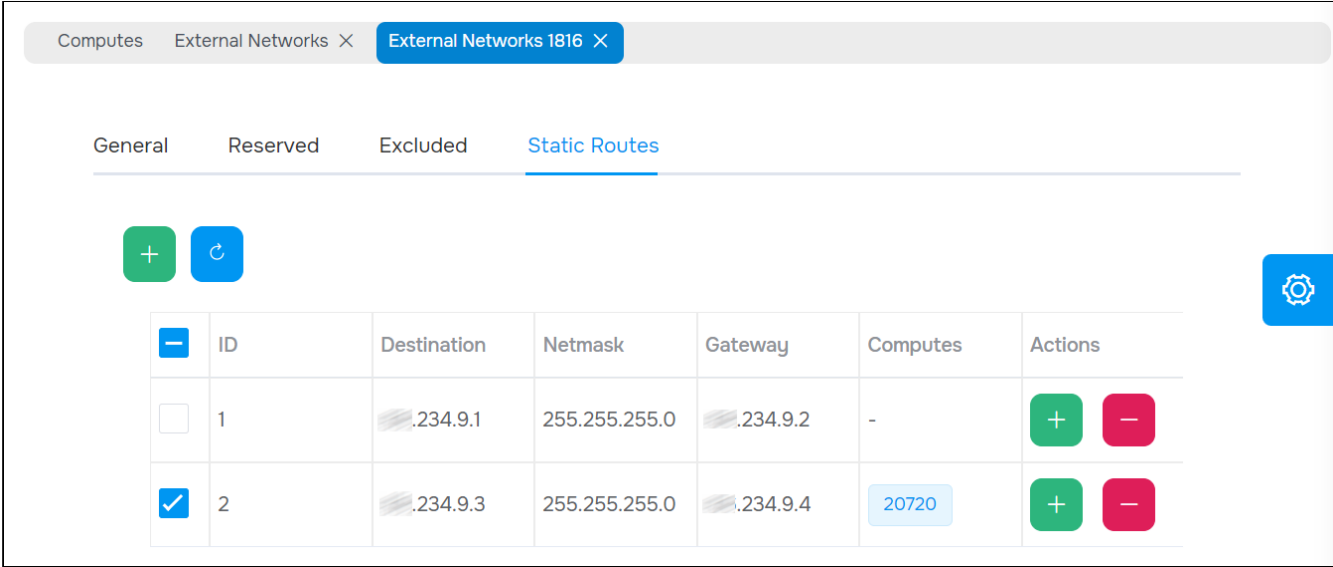 Computes External Networks External Networks 1816
General Reserved Excluded Static Routes
ID Destination Netmask Gateway Computes Actions
1 .234.9.1 255.255.255.0 .234.9.2 -
2 .234.9.3 255.255.255.0 .234.9.4 20720